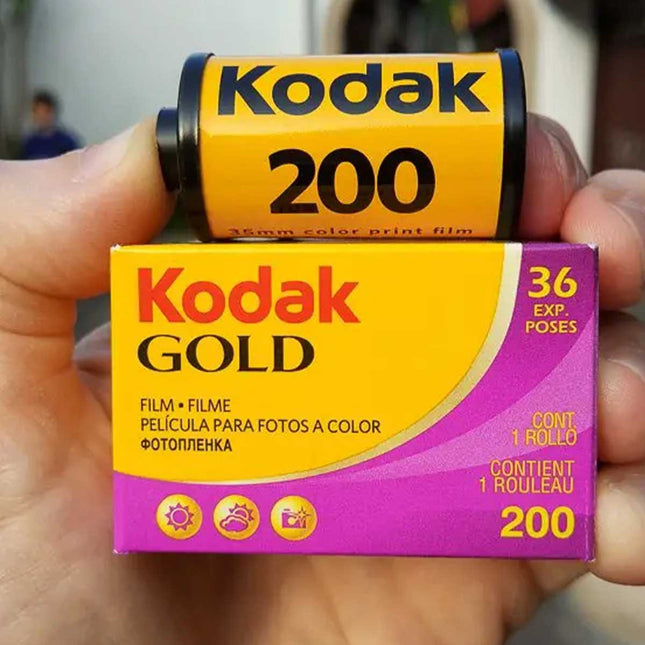 Kodak
200
35mm color print film
Kodak
GOLD
FILM • FILME
PELÍCULA PARA FOTOS A COLOR
ФОТОПЛЕНКА
36
EXP.
POSES
CONT.
1 ROLLO
CONTIENT
1 ROULEAU
200